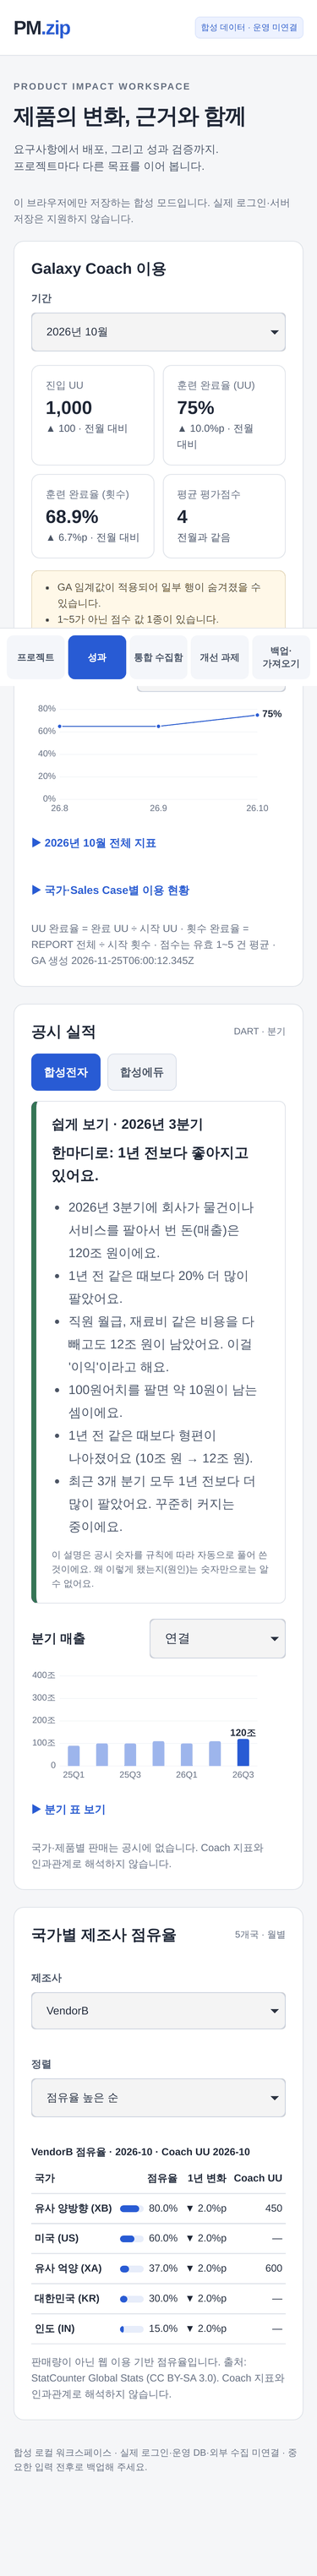 PM.zip
합성 데이터 · 운영 미연결
PRODUCT IMPACT WORKSPACE
제품의 변화, 근거와 함께
요구사항에서 배포, 그리고 성과 검증까지.
프로젝트마다 다른 목표를 이어 봅니다.
이 브라우저에만 저장하는 합성 모드입니다. 실제 로그인·서버
저장은 지원하지 않습니다.
Galaxy Coach 이용
기간
2026년 10월
진입 UU
1,000
▲ 100 · 전월 대비
훈련 완료율 (UU)
75%
▲ 10.0%p · 전월
대비
훈련 완료율 (횟수)
68.9%
▲ 6.7%p · 전월 대비
평균 평가점수
4
전월과 같음
• GA 임계값이 적용되어 일부 행이 숨겨졌을 수
있습니다.
• 1~5가 아닌 점수 값 1종이 있습니다.
프로젝트
성과
통합 수집함
개선 과제
백업·
가져오기
80%
75%
60%
40%
20%
0%
26.8
26.9
26.10
▶ 2026년 10월 전체 지표
▶ 국가·Sales Case별 이용 현황
UU 완료율 = 완료 UU ÷ 시작 UU · 횟수 완료율 =
REPORT 전체 ÷ 시작 횟수 · 점수는 유효 1~5 건 평균 ·
GA 생성 2026-11-25T06:00:12.345Z
공시 실적
DART · 분기
합성전자
합성에듀
쉽게 보기 · 2026년 3분기
한마디로: 1년 전보다 좋아지고
있어요.
• 2026년 3분기에 회사가 물건이나
서비스를 팔아서 번 돈(매출)은
120조 원이에요.
• 1년 전 같은 때보다 20% 더 많이
팔았어요.
• 직원 월급, 재료비 같은 비용을 다
빼고도 12조 원이 남았어요. 이걸
'이익'이라고 해요.
• 100원어치를 팔면 약 10원이 남는
셈이에요.
• 1년 전 같은 때보다 형편이
나아졌어요 (10조 원 → 12조 원).
• 최근 3개 분기 모두 1년 전보다 더
많이 팔았어요. 꾸준히 커지는
중이에요.
이 설명은 공시 숫자를 규칙에 따라 자동으로 풀어 쓴
것이에요. 왜 이렇게 됐는지(원인)는 숫자만으로는 알
수 없어요.
분기 매출
연결
400조
300조
200조
100조
0
120조
25Q1
25Q3
26Q1
26Q3
▶ 분기 표 보기
국가·제품별 판매는 공시에 없습니다. Coach 지표와
인과관계로 해석하지 않습니다.
국가별 제조사 점유율
5개국 · 월별
제조사
VendorB
정렬
점유율 높은 순
VendorB 점유율 · 2026-10 · Coach UU 2026-10
국가 점유율 1년 변화 Coach UU
유사 양방향 (XB) 80.0% ▼ 2.0%p 450
미국 (US) 60.0% ▼ 2.0%p —
유사 억양 (XA) 37.0% ▼ 2.0%p 600
대한민국 (KR) 30.0% ▼ 2.0%p —
인도 (IN) 15.0% ▼ 2.0%p —
판매량이 아닌 웹 이용 기반 점유율입니다. 출처:
StatCounter Global Stats (CC BY-SA 3.0). Coach 지표와
인과관계로 해석하지 않습니다.
합성 로컬 워크스페이스 · 실제 로그인·운영 DB·외부 수집 미연결 · 중
요한 입력 전후로 백업해 주세요.